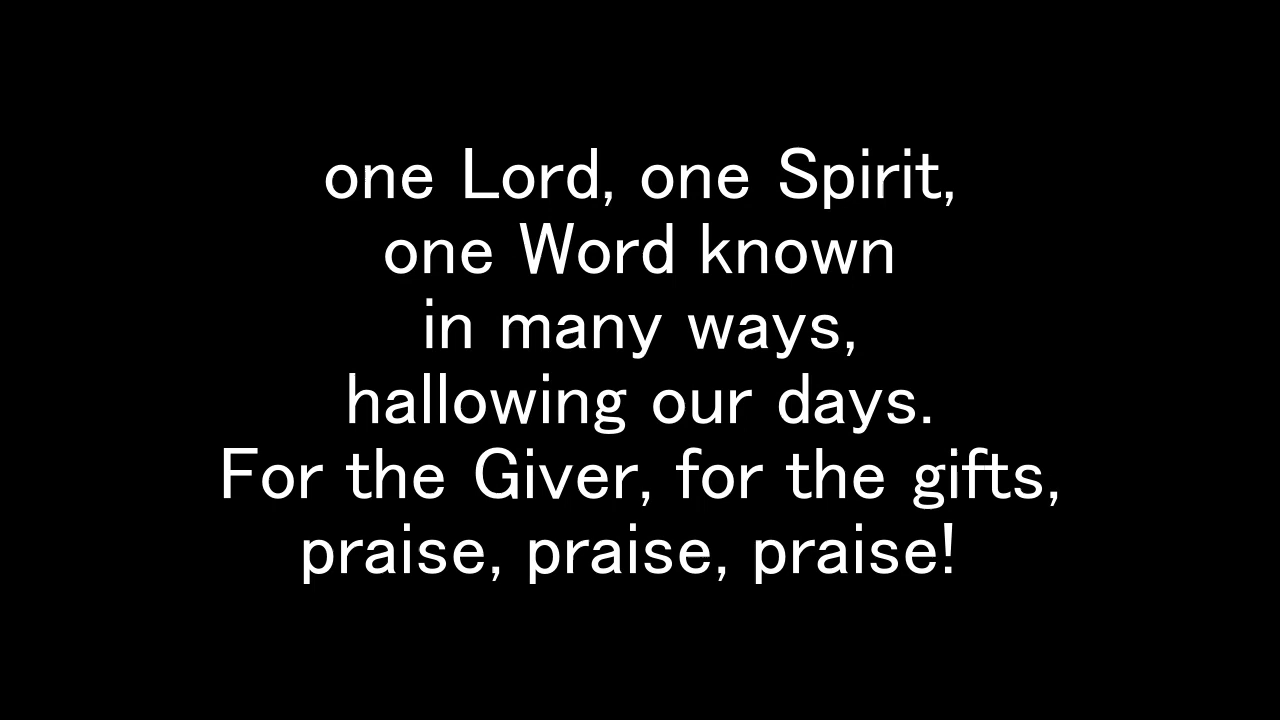 one Lord, one Spirit,
one Word known
in many ways,
hallowing our days.
For the Giver, for the gifts,
praise, praise, praise!